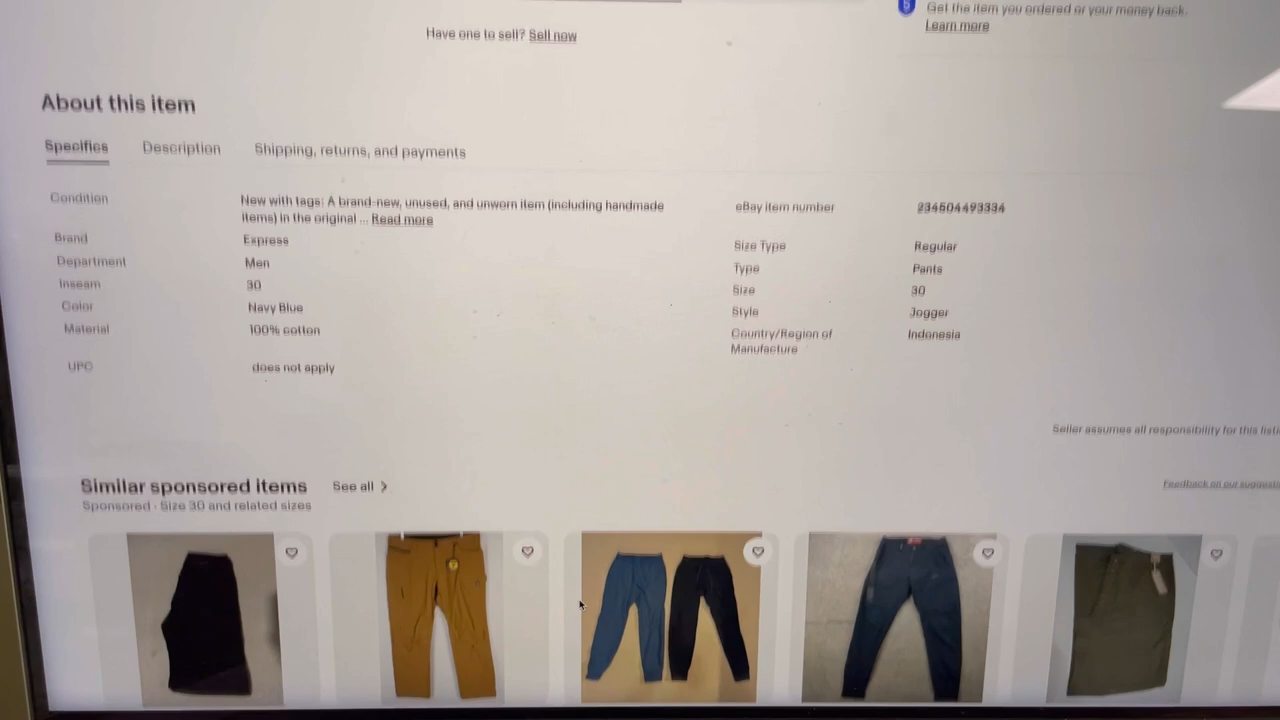 Get the item you ordered or your money back.
Learn more
Have one to sell? Sell now
About this item
Specifics Description Shipping, returns, and payments
Condition New with tags: A brand-new, unused, and unworn item (including handmade items) in the original ... Read more
eBay item number 234504493334
Brand Express
Size Type Regular
Department Men
Type Pants
Inseam 30
Size 30
Color Navy Blue
Style Jogger
Material 100% cotton
Country/Region of Manufacture Indonesia
UPC does not apply
Seller assumes all responsibility for this
Similar sponsored items See all
Feedback on our
Sponsored · Size 30 and related sizes